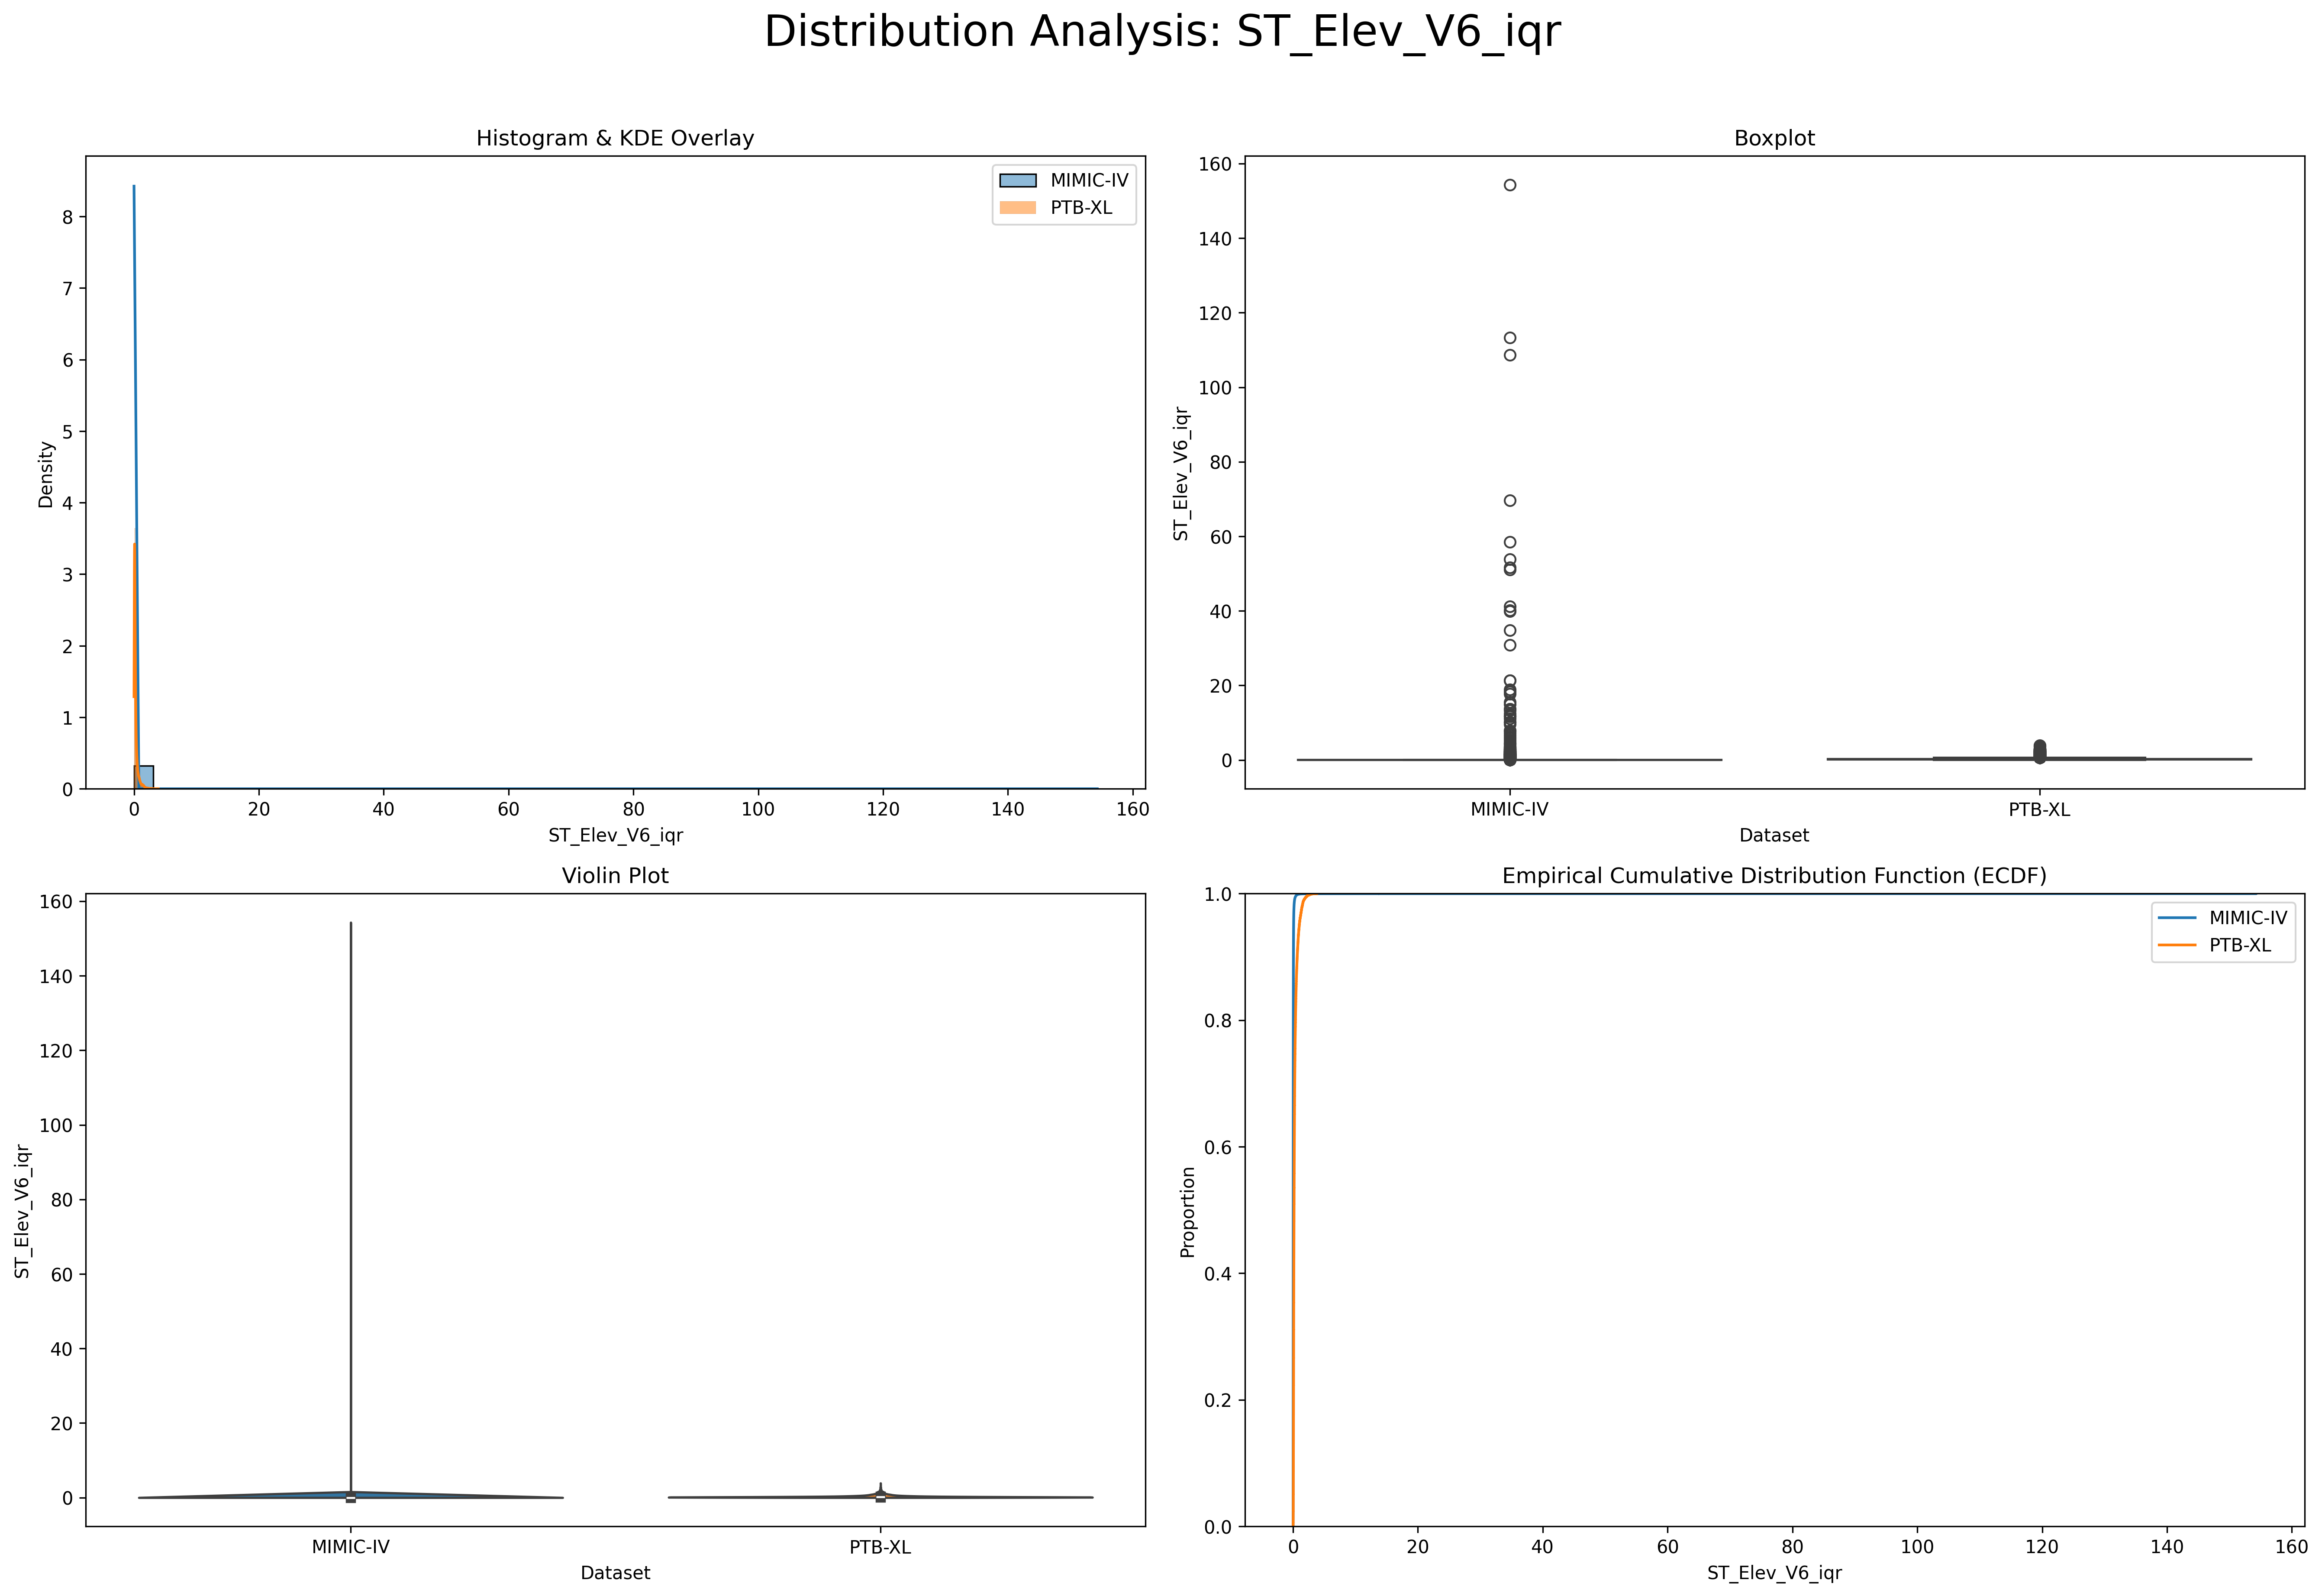 Distribution Analysis: ST_Elev_V6_iqr
Histogram & KDE Overlay
MIMIC-IV
PTB-XL
Density
8
7
6
5
4
3
2
1
0
0 20 40 60 80 100 120 140 160
ST_Elev_V6_iqr
Boxplot
ST_Elev_V6_iqr
160
140
120
100
80
60
40
20
0
MIMIC-IV PTB-XL
Dataset
Violin Plot
ST_Elev_V6_iqr
160
140
120
100
80
60
40
20
0
MIMIC-IV PTB-XL
Dataset
Empirical Cumulative Distribution Function (ECDF)
MIMIC-IV
PTB-XL
Proportion
1.0
0.8
0.6
0.4
0.2
0.0
0 20 40 60 80 100 120 140 160
ST_Elev_V6_iqr